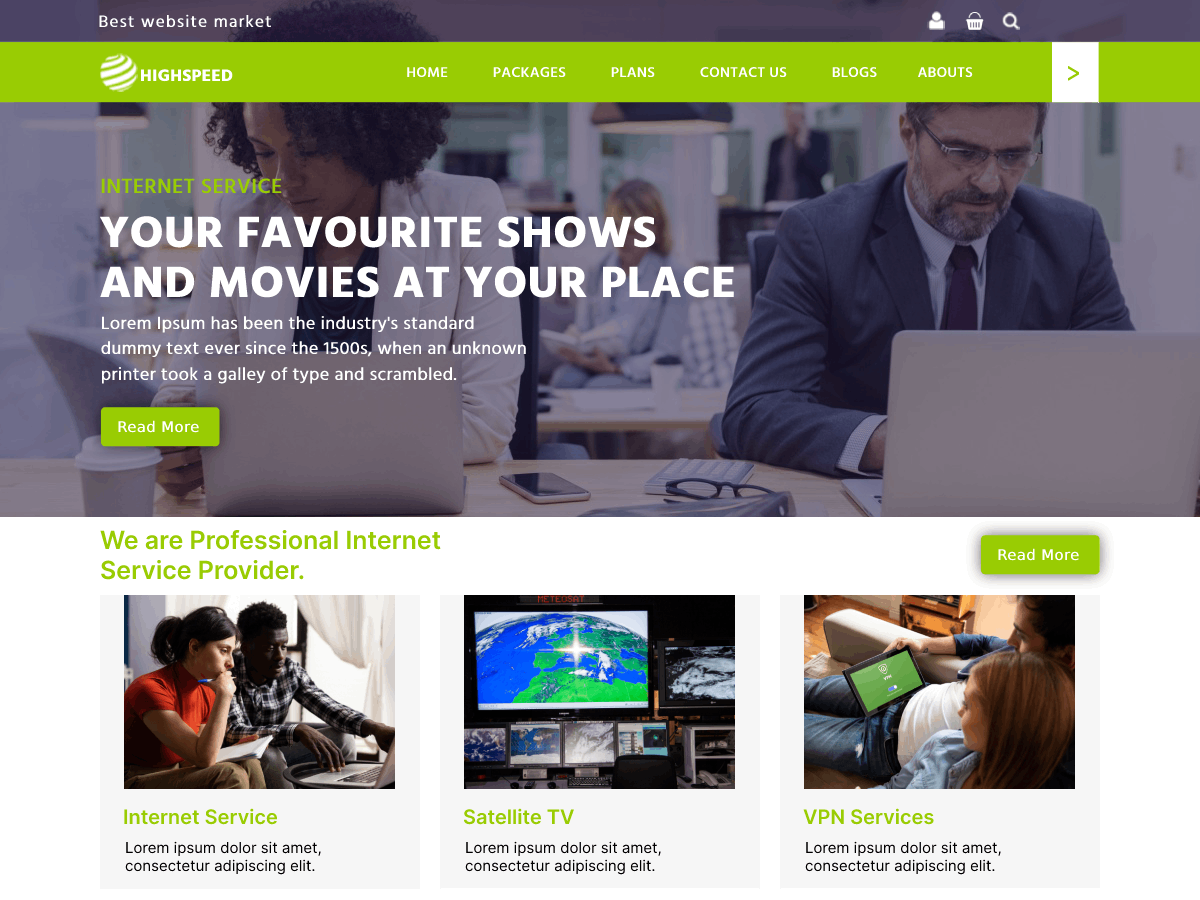 Best website market
HIGHSPEED
HOME PACKAGES PLANS CONTACT US BLOGS ABOUTS >
INTERNET SERVICE
YOUR FAVOURITE SHOWS
AND MOVIES AT YOUR PLACE
Lorem Ipsum has been the industry's standard
dummy text ever since the 1500s, when an unknown
printer took a galley of type and scrambled.
Read More
We are Professional Internet
Service Provider.
Read More
METEOSAT
VPN
Internet Service
Lorem ipsum dolor sit amet,
consectetur adipiscing elit.
Satellite TV
Lorem ipsum dolor sit amet,
consectetur adipiscing elit.
VPN Services
Lorem ipsum dolor sit amet,
consectetur adipiscing elit.